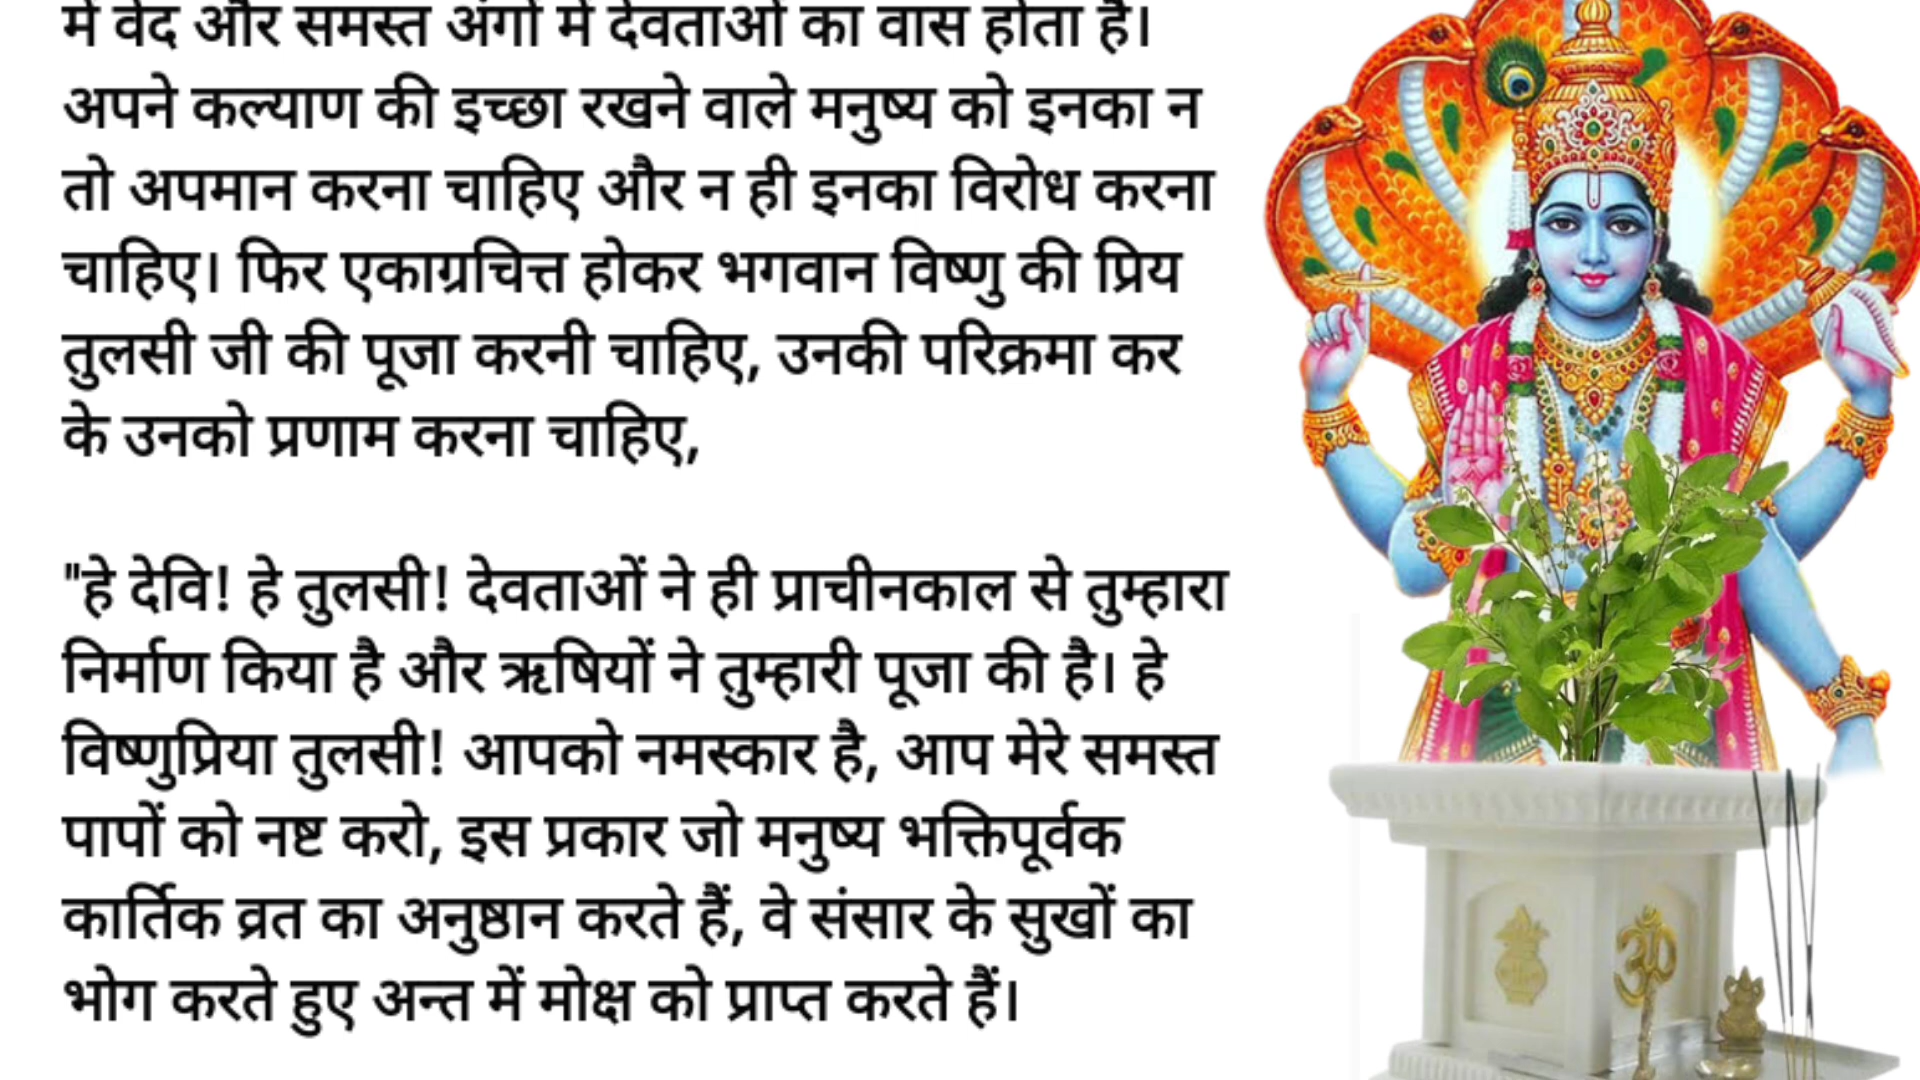 में वेद और समस्त अंगों में देवताओं का वास होता है।
अपने कल्याण की इच्छा रखने वाले मनुष्य को इनका न
तो अपमान करना चाहिए और न ही इनका विरोध करना
चाहिए। फिर एकाग्रचित्त होकर भगवान विष्णु की प्रिय
तुलसी जी की पूजा करनी चाहिए, उनकी परिक्रमा कर
के उनको प्रणाम करना चाहिए,
"हे देवि! हे तुलसी! देवताओं ने ही प्राचीनकाल से तुम्हारा
निर्माण किया है और ऋषियों ने तुम्हारी पूजा की है। हे
विष्णुप्रिया तुलसी! आपको नमस्कार है, आप मेरे समस्त
पापों को नष्ट करो, इस प्रकार जो मनुष्य भक्तिपूर्वक
कार्तिक व्रत का अनुष्ठान करते हैं, वे संसार के सुखों का
भोग करते हुए अन्त में मोक्ष को प्राप्त करते हैं।
ॐ